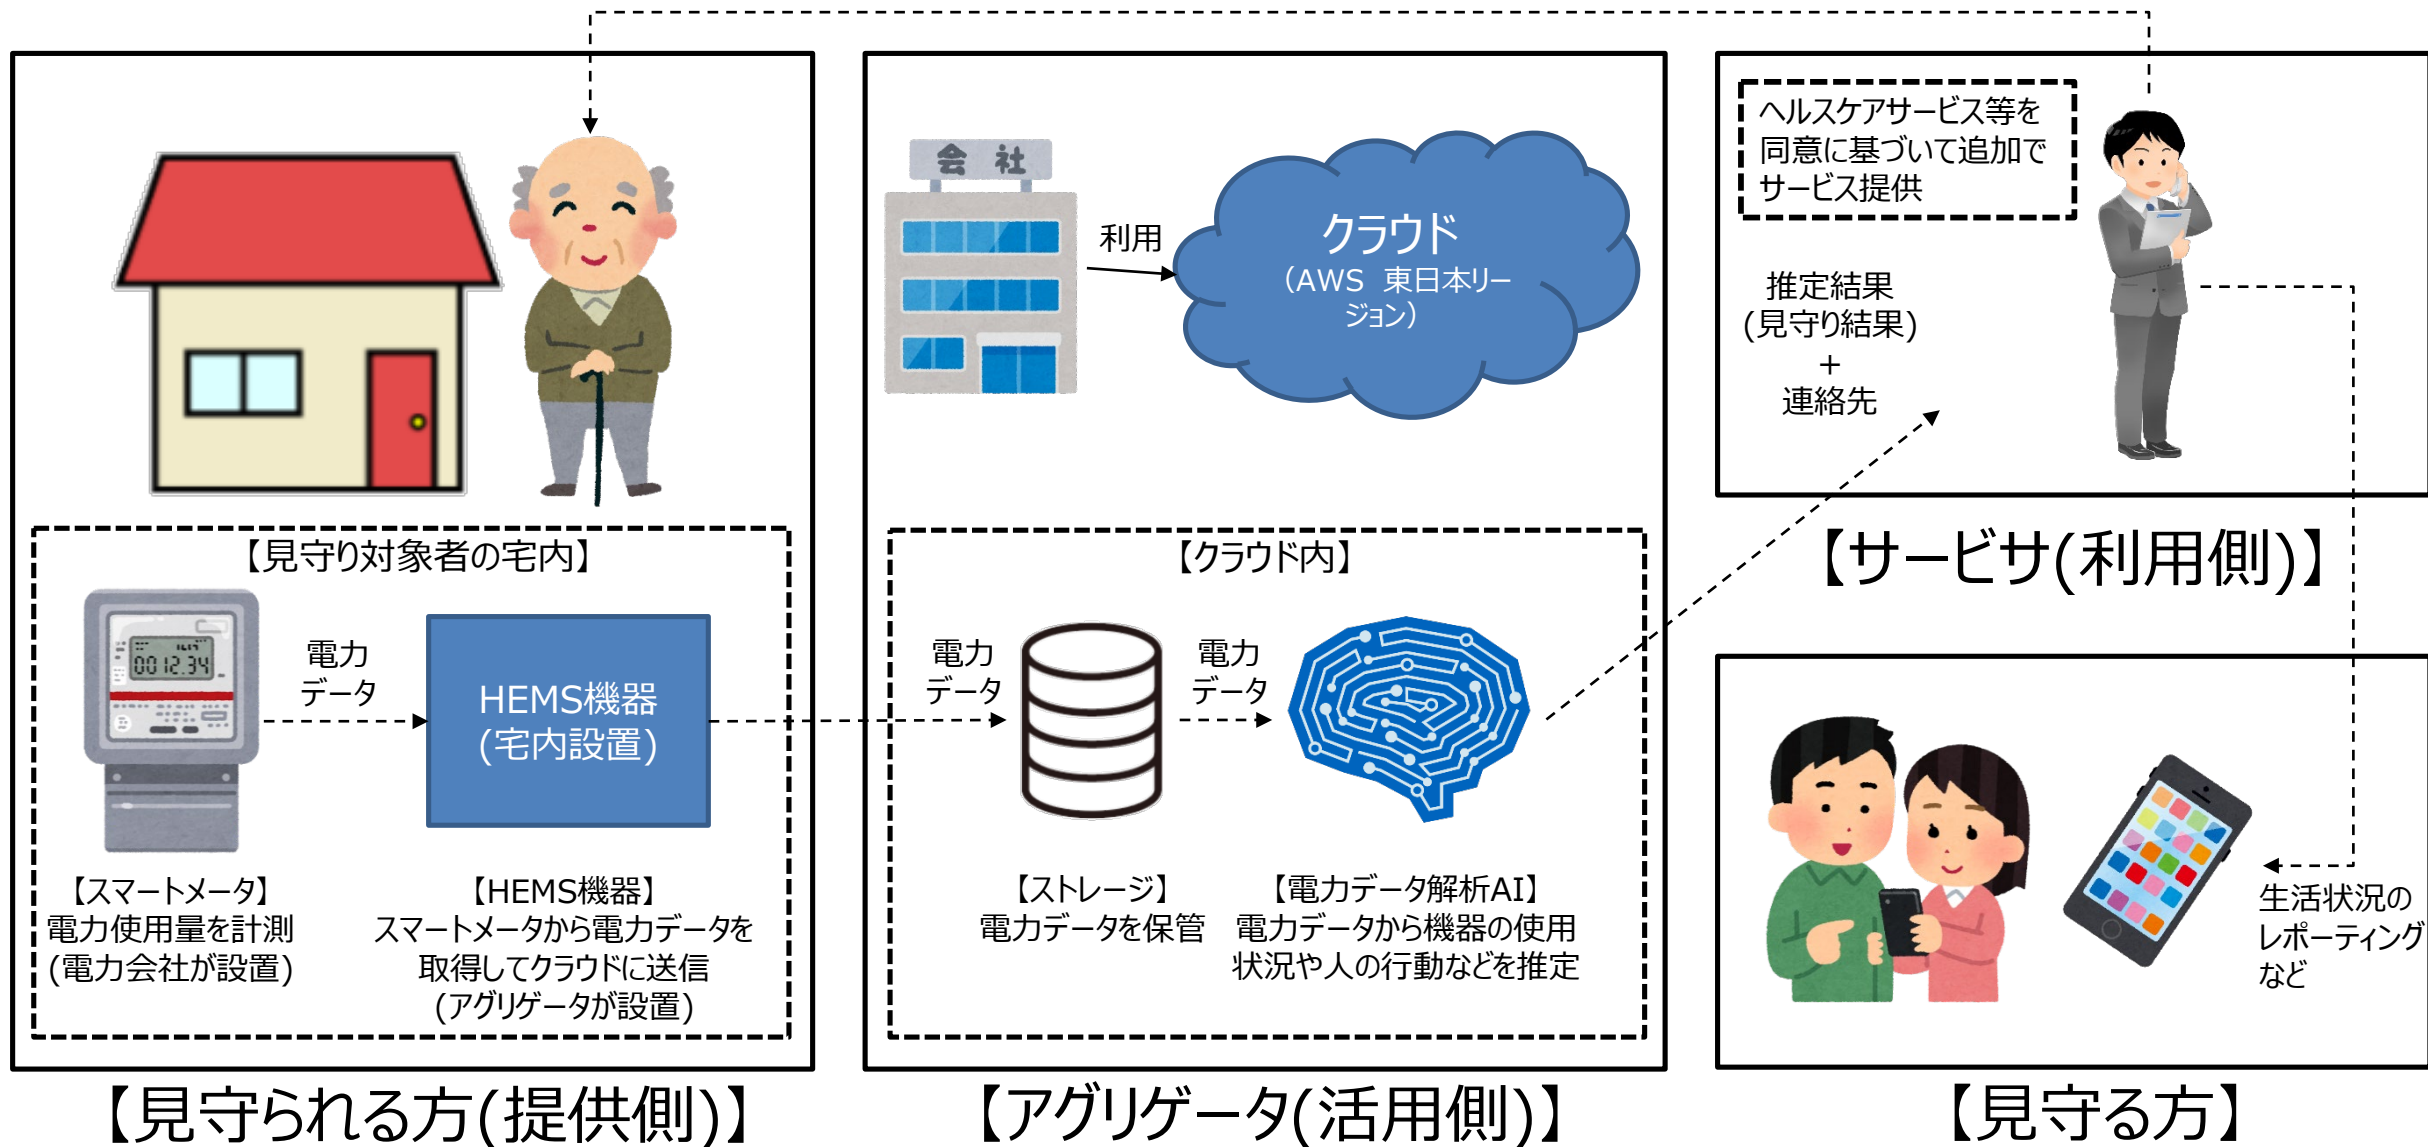 【見守り対象者の宅内】
0012.34
電力
データ
HEMS機器
(宅内設置)
【スマートメータ】
電力使用量を計測
(電力会社が設置)
【HEMS機器】
スマートメータから電力データを
取得してクラウドに送信
(アグリゲータが設置)
【見守られる方(提供側)】
会 社
利用
クラウド
（AWS 東日本リー
ジョン）
【クラウド内】
電力
データ
電力
データ
【ストレージ】
電力データを保管
【電力データ解析AI】
電力データから機器の使用
状況や人の行動などを推定
【アグリゲータ(活用側)】
ヘルスケアサービス等を
同意に基づいて追加で
サービス提供
推定結果
(見守り結果)
+
連絡先
【サービサ(利用側)】
生活状況の
レポーティング
など
【見守る方】